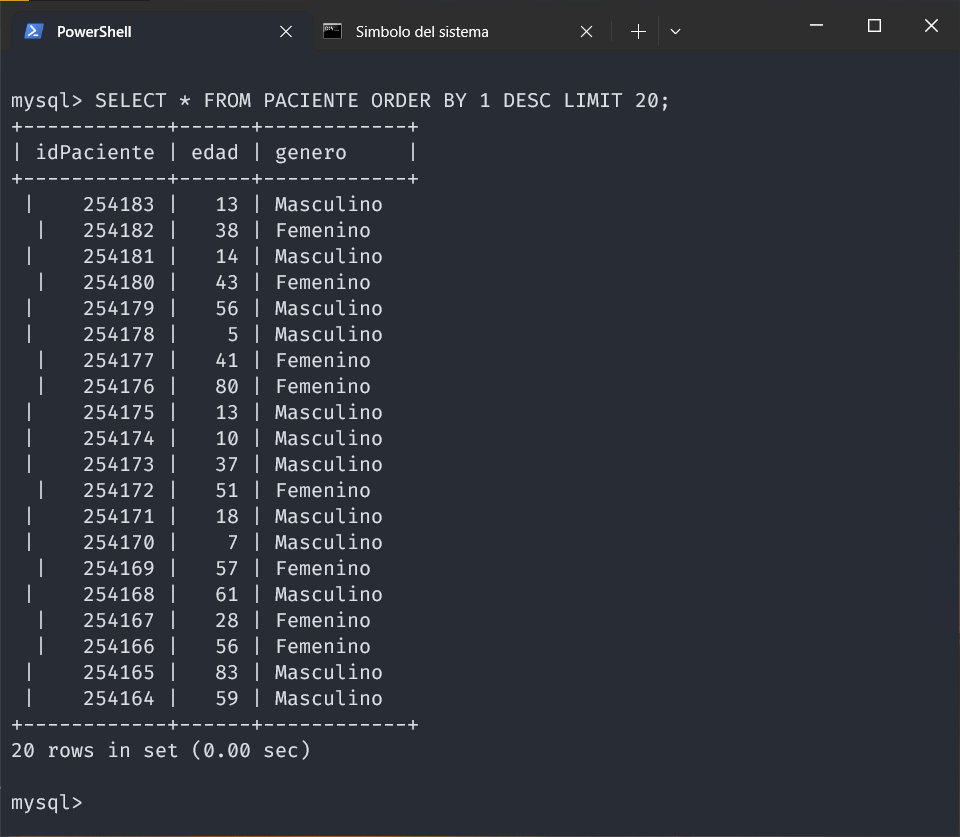 PowerShell Simbolo del sistema
mysql> SELECT * FROM PACIENTE ORDER BY 1 DESC LIMIT 20;
+------------+------+------------+
| idPaciente | edad | genero     |
+------------+------+------------+
 |    254183 |   13 | Masculino
  |   254182 |   38 | Femenino
 |    254181 |   14 | Masculino
  |   254180 |   43 | Femenino
 |    254179 |   56 | Masculino
 |    254178 |    5 | Masculino
  |   254177 |   41 | Femenino
  |   254176 |   80 | Femenino
 |    254175 |   13 | Masculino
 |    254174 |   10 | Masculino
 |    254173 |   37 | Masculino
  |   254172 |   51 | Femenino
 |    254171 |   18 | Masculino
 |    254170 |    7 | Masculino
  |   254169 |   57 | Femenino
 |    254168 |   61 | Masculino
  |   254167 |   28 | Femenino
  |   254166 |   56 | Femenino
 |    254165 |   83 | Masculino
 |    254164 |   59 | Masculino
+------------+------+------------+
20 rows in set (0.00 sec)
mysql>